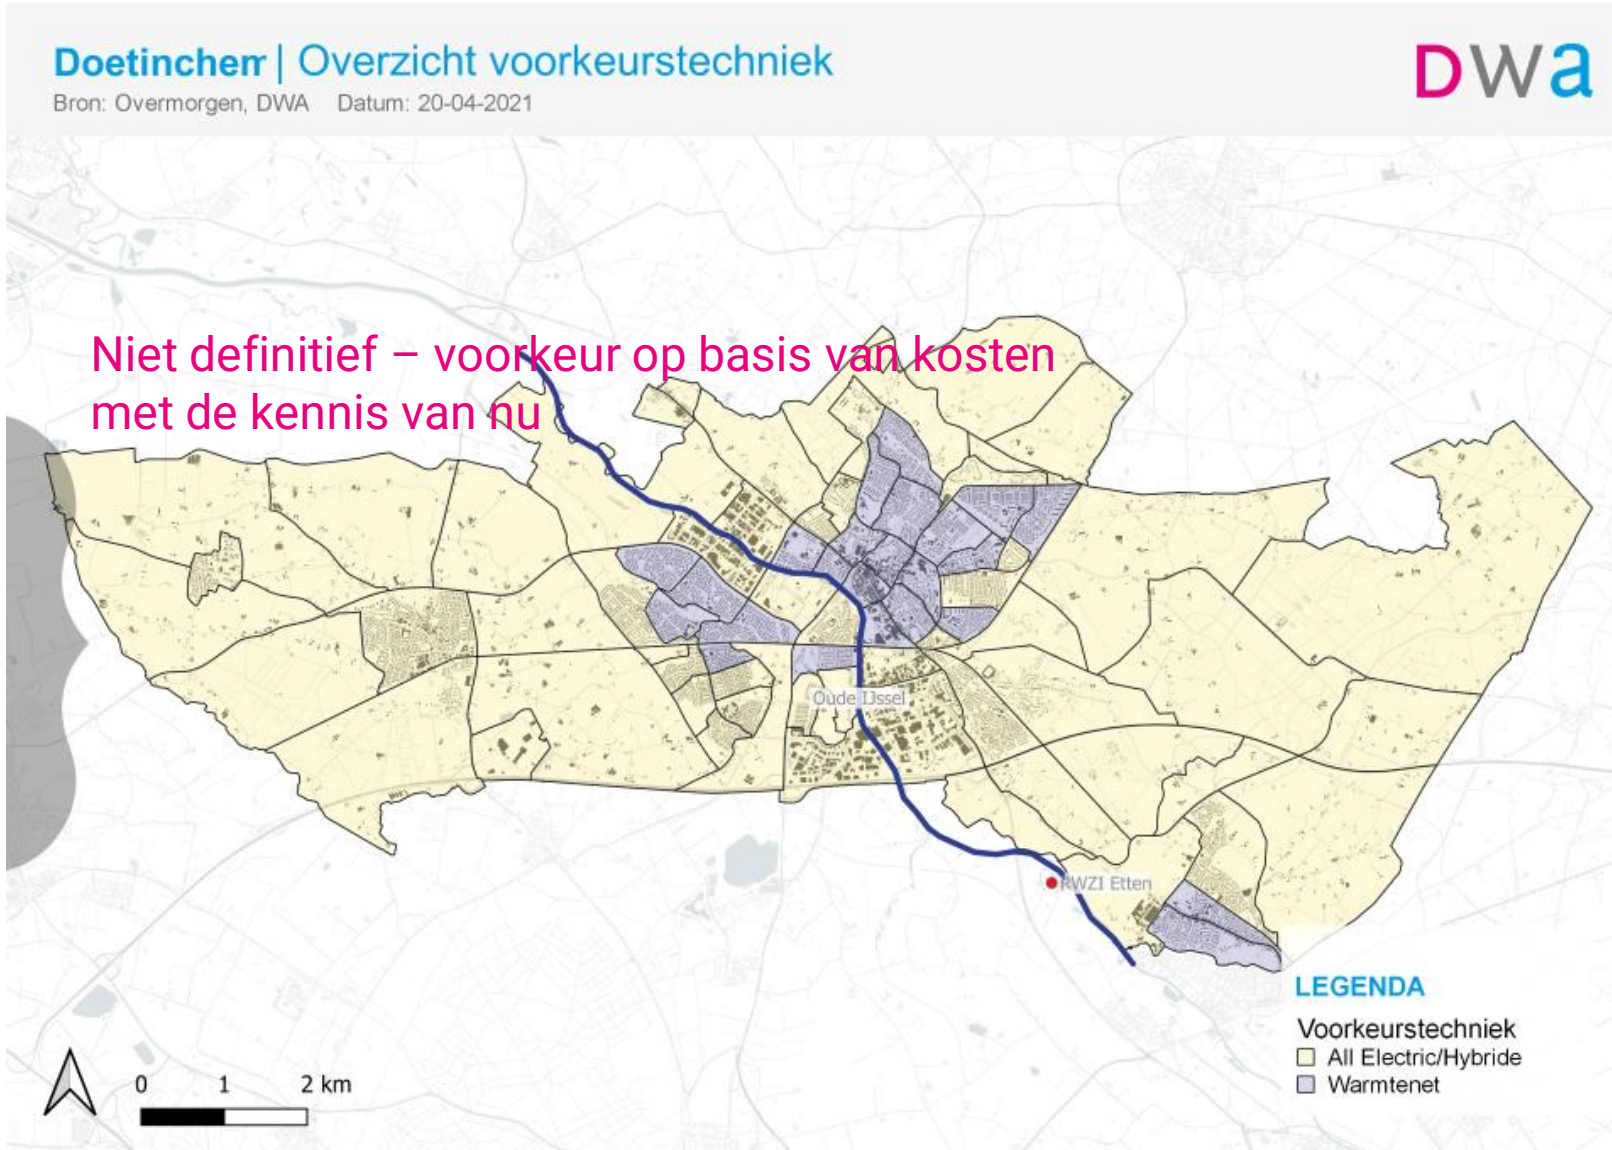 Doetinchem | Overzicht voorkeurstechniek
Bron: Overmorgen, DWA Datum: 20-04-2021
DWa
Niet definitief – voorkeur op basis van kosten
met de kennis van nu
Oude IJssel
RWZI Etten
LEGENDA
Voorkeurstechniek
All Electric/Hybride
Warmtenet
0 1 2 km